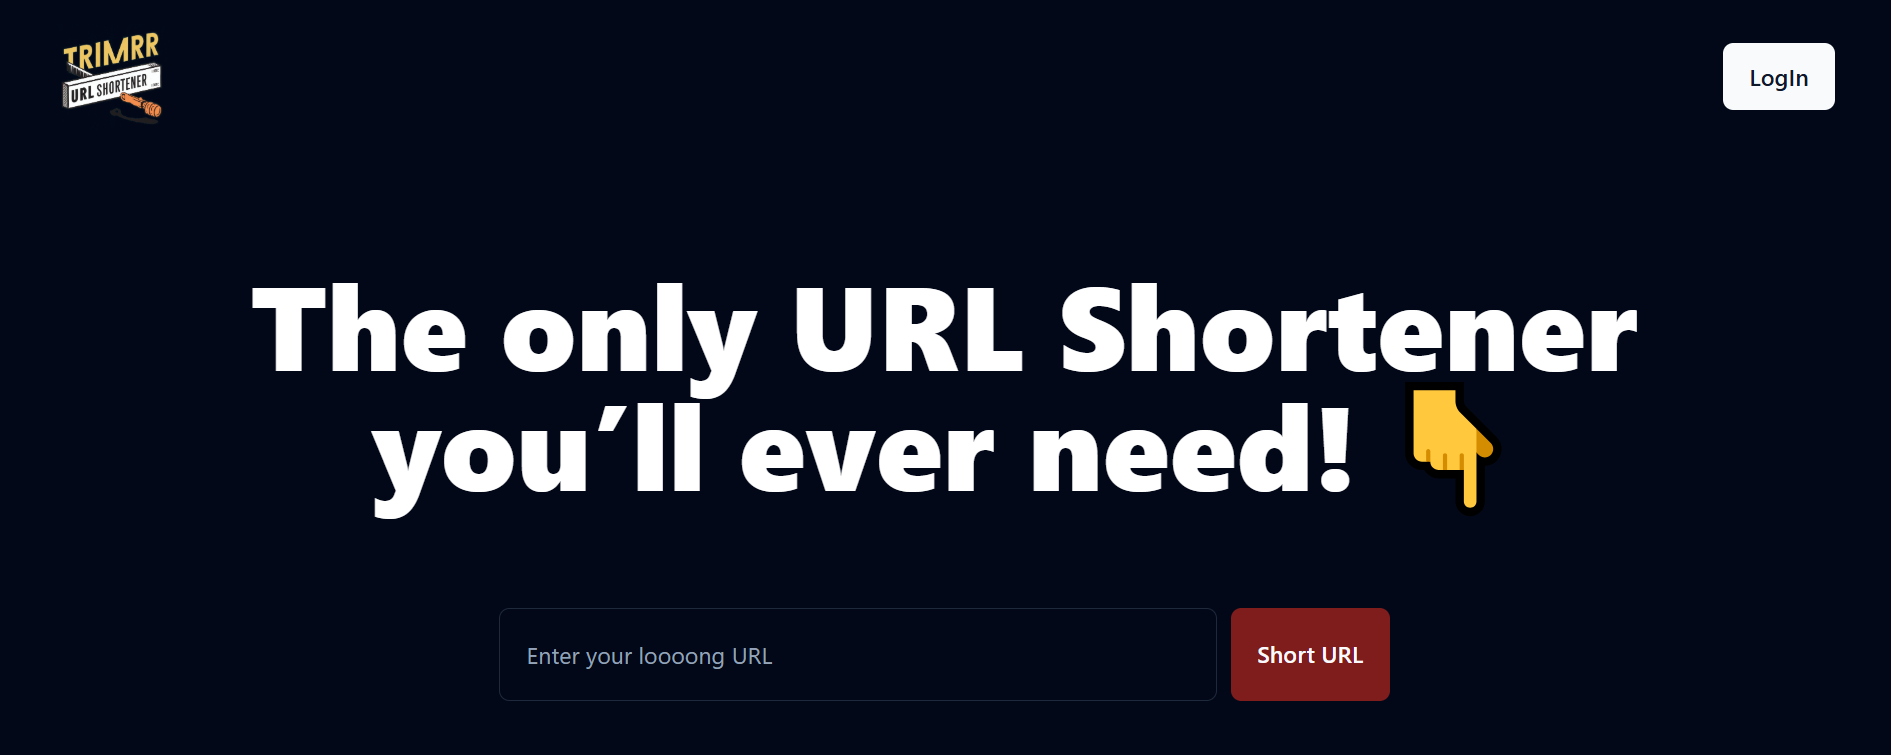 TRIMRR
URL SHORTENER
LogIn
The only URL Shortener
you’ll ever need! 👇
Enter your loooong URL
Short URL